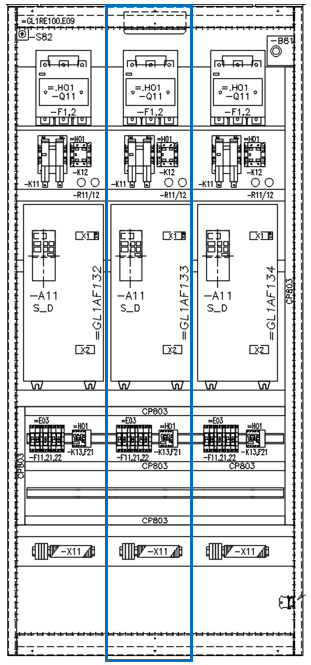 =GL1RE100.E09
-S82
-B81
=.H01 =.H01 =.H01
-Q11 -Q11 -Q11
-F1,2 -F1,2 -F1,2
=H01 =H01 =H01
-K12 -K12 -K12
-K11 -K11 -K11
-R11/12 -R11/12 -R11/12
X1 X1 X1
-A11 -A11 -A11
S_D S_D S_D
=GL1AF132 =GL1AF133 =GL1AF134
CP803
X2 X2 X2
CP803
=E03 =H01 =E03 =H01 =E03 =H01
-F11,21,22 -K13,F21 -F11,21,22 -K13,F21 -F11,21,22 -K13,F21
CP803
CP803 CP803
CP803
-X11 -X11 -X11